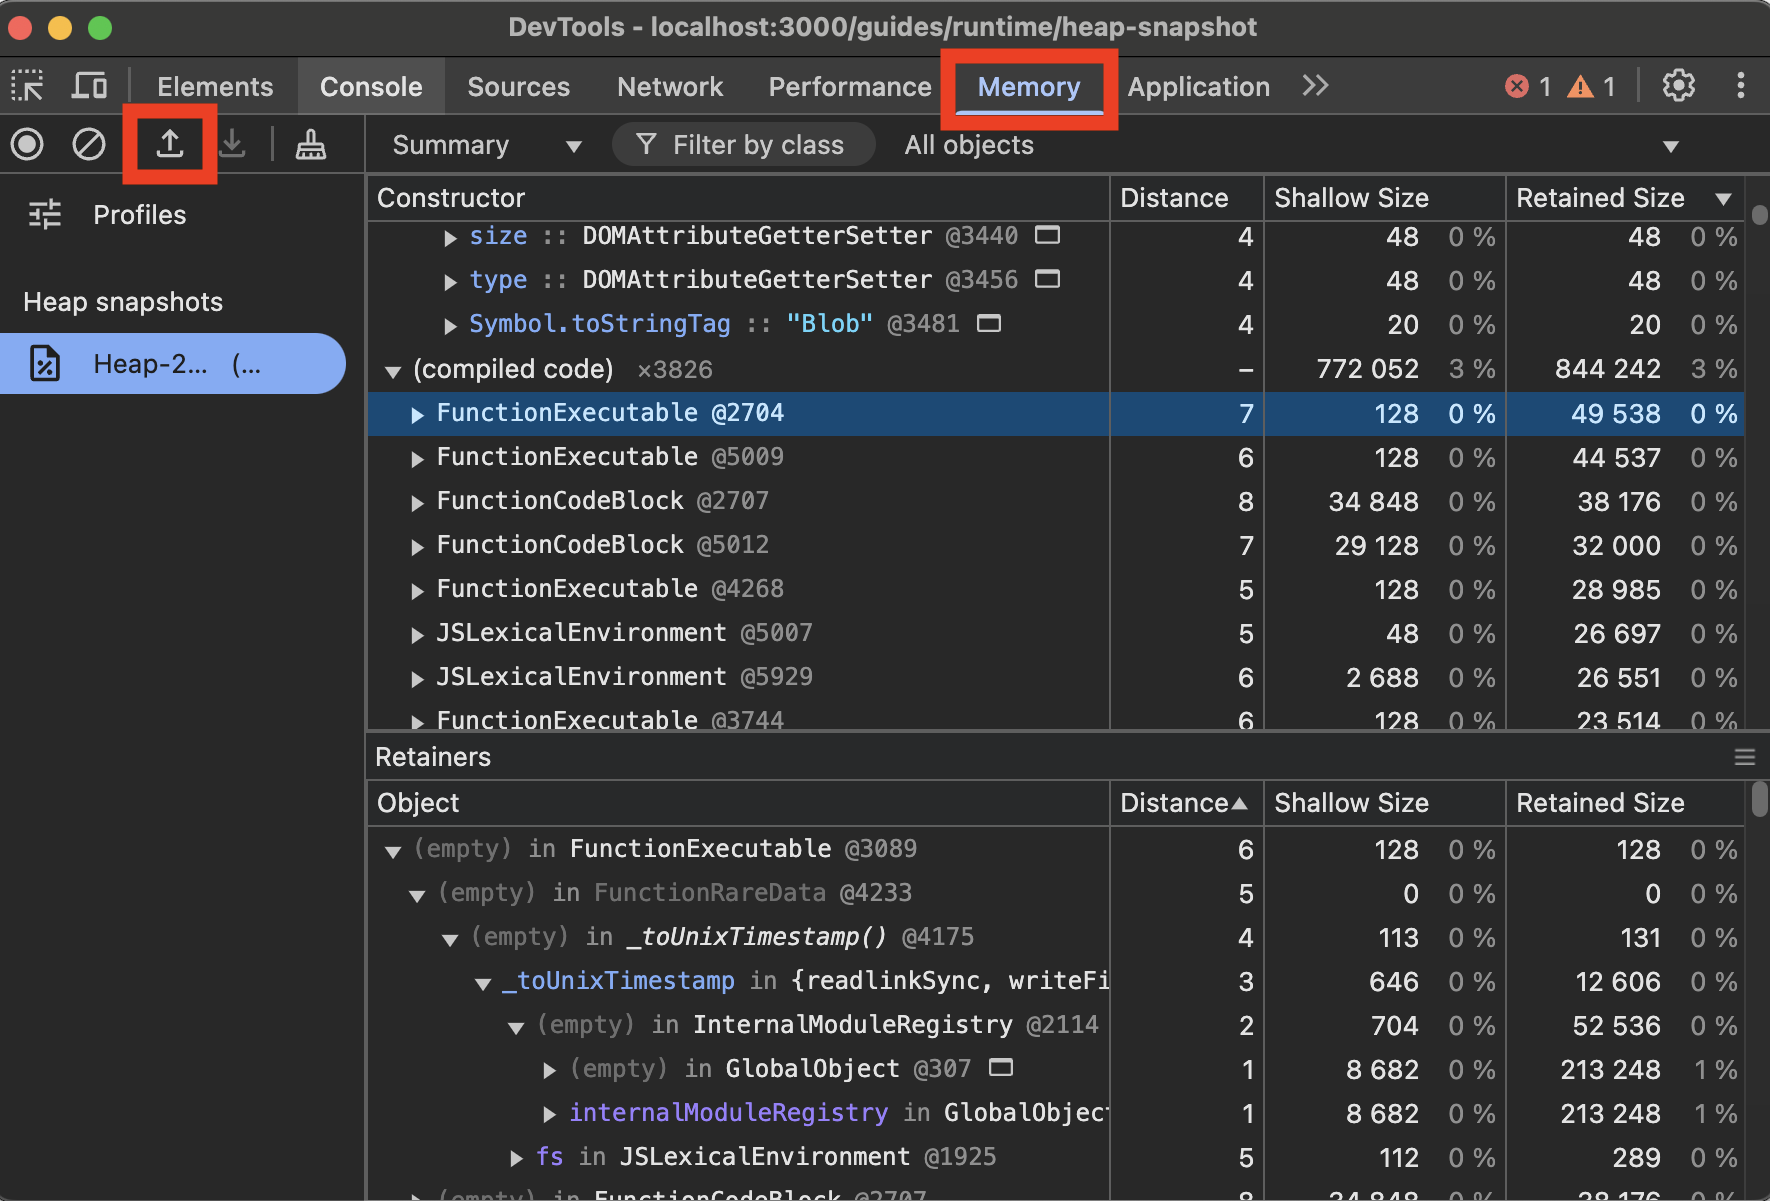 DevTools - localhost:3000/guides/runtime/heap-snapshot
Elements Console Sources Network Performance Memory Application 1 1
Summary Filter by class All objects
Profiles
Heap snapshots
Heap-2... (...
Constructor Distance Shallow Size Retained Size
size :: DOMAttributeGetterSetter @3440 4 48 0 % 48 0 %
type :: DOMAttributeGetterSetter @3456 4 48 0 % 48 0 %
Symbol.toStringTag :: "Blob" @3481 4 20 0 % 20 0 %
(compiled code) ×3826 – 772 052 3 % 844 242 3 %
FunctionExecutable @2704 7 128 0 % 49 538 0 %
FunctionExecutable @5009 6 128 0 % 44 537 0 %
FunctionCodeBlock @2707 8 34 848 0 % 38 176 0 %
FunctionCodeBlock @5012 7 29 128 0 % 32 000 0 %
FunctionExecutable @4268 5 128 0 % 28 985 0 %
JSLexicalEnvironment @5007 5 48 0 % 26 697 0 %
JSLexicalEnvironment @5929 6 2 688 0 % 26 551 0 %
FunctionExecutable @3744 6 128 0 % 23 514 0 %
Retainers
Object Distance Shallow Size Retained Size
(empty) in FunctionExecutable @3089 6 128 0 % 128 0 %
(empty) in FunctionRareData @4233 5 0 0 % 0 0 %
(empty) in _toUnixTimestamp() @4175 4 113 0 % 131 0 %
_toUnixTimestamp in {readlinkSync, writeFi 3 646 0 % 12 606 0 %
(empty) in InternalModuleRegistry @2114 2 704 0 % 52 536 0 %
(empty) in GlobalObject @307 1 8 682 0 % 213 248 1 %
internalModuleRegistry in GlobalObject 1 8 682 0 % 213 248 1 %
fs in JSLexicalEnvironment @1925 5 112 0 % 289 0 %
(empty) in FunctionCodeBlock @2707 8 34 848 0 % 38 176 0 %